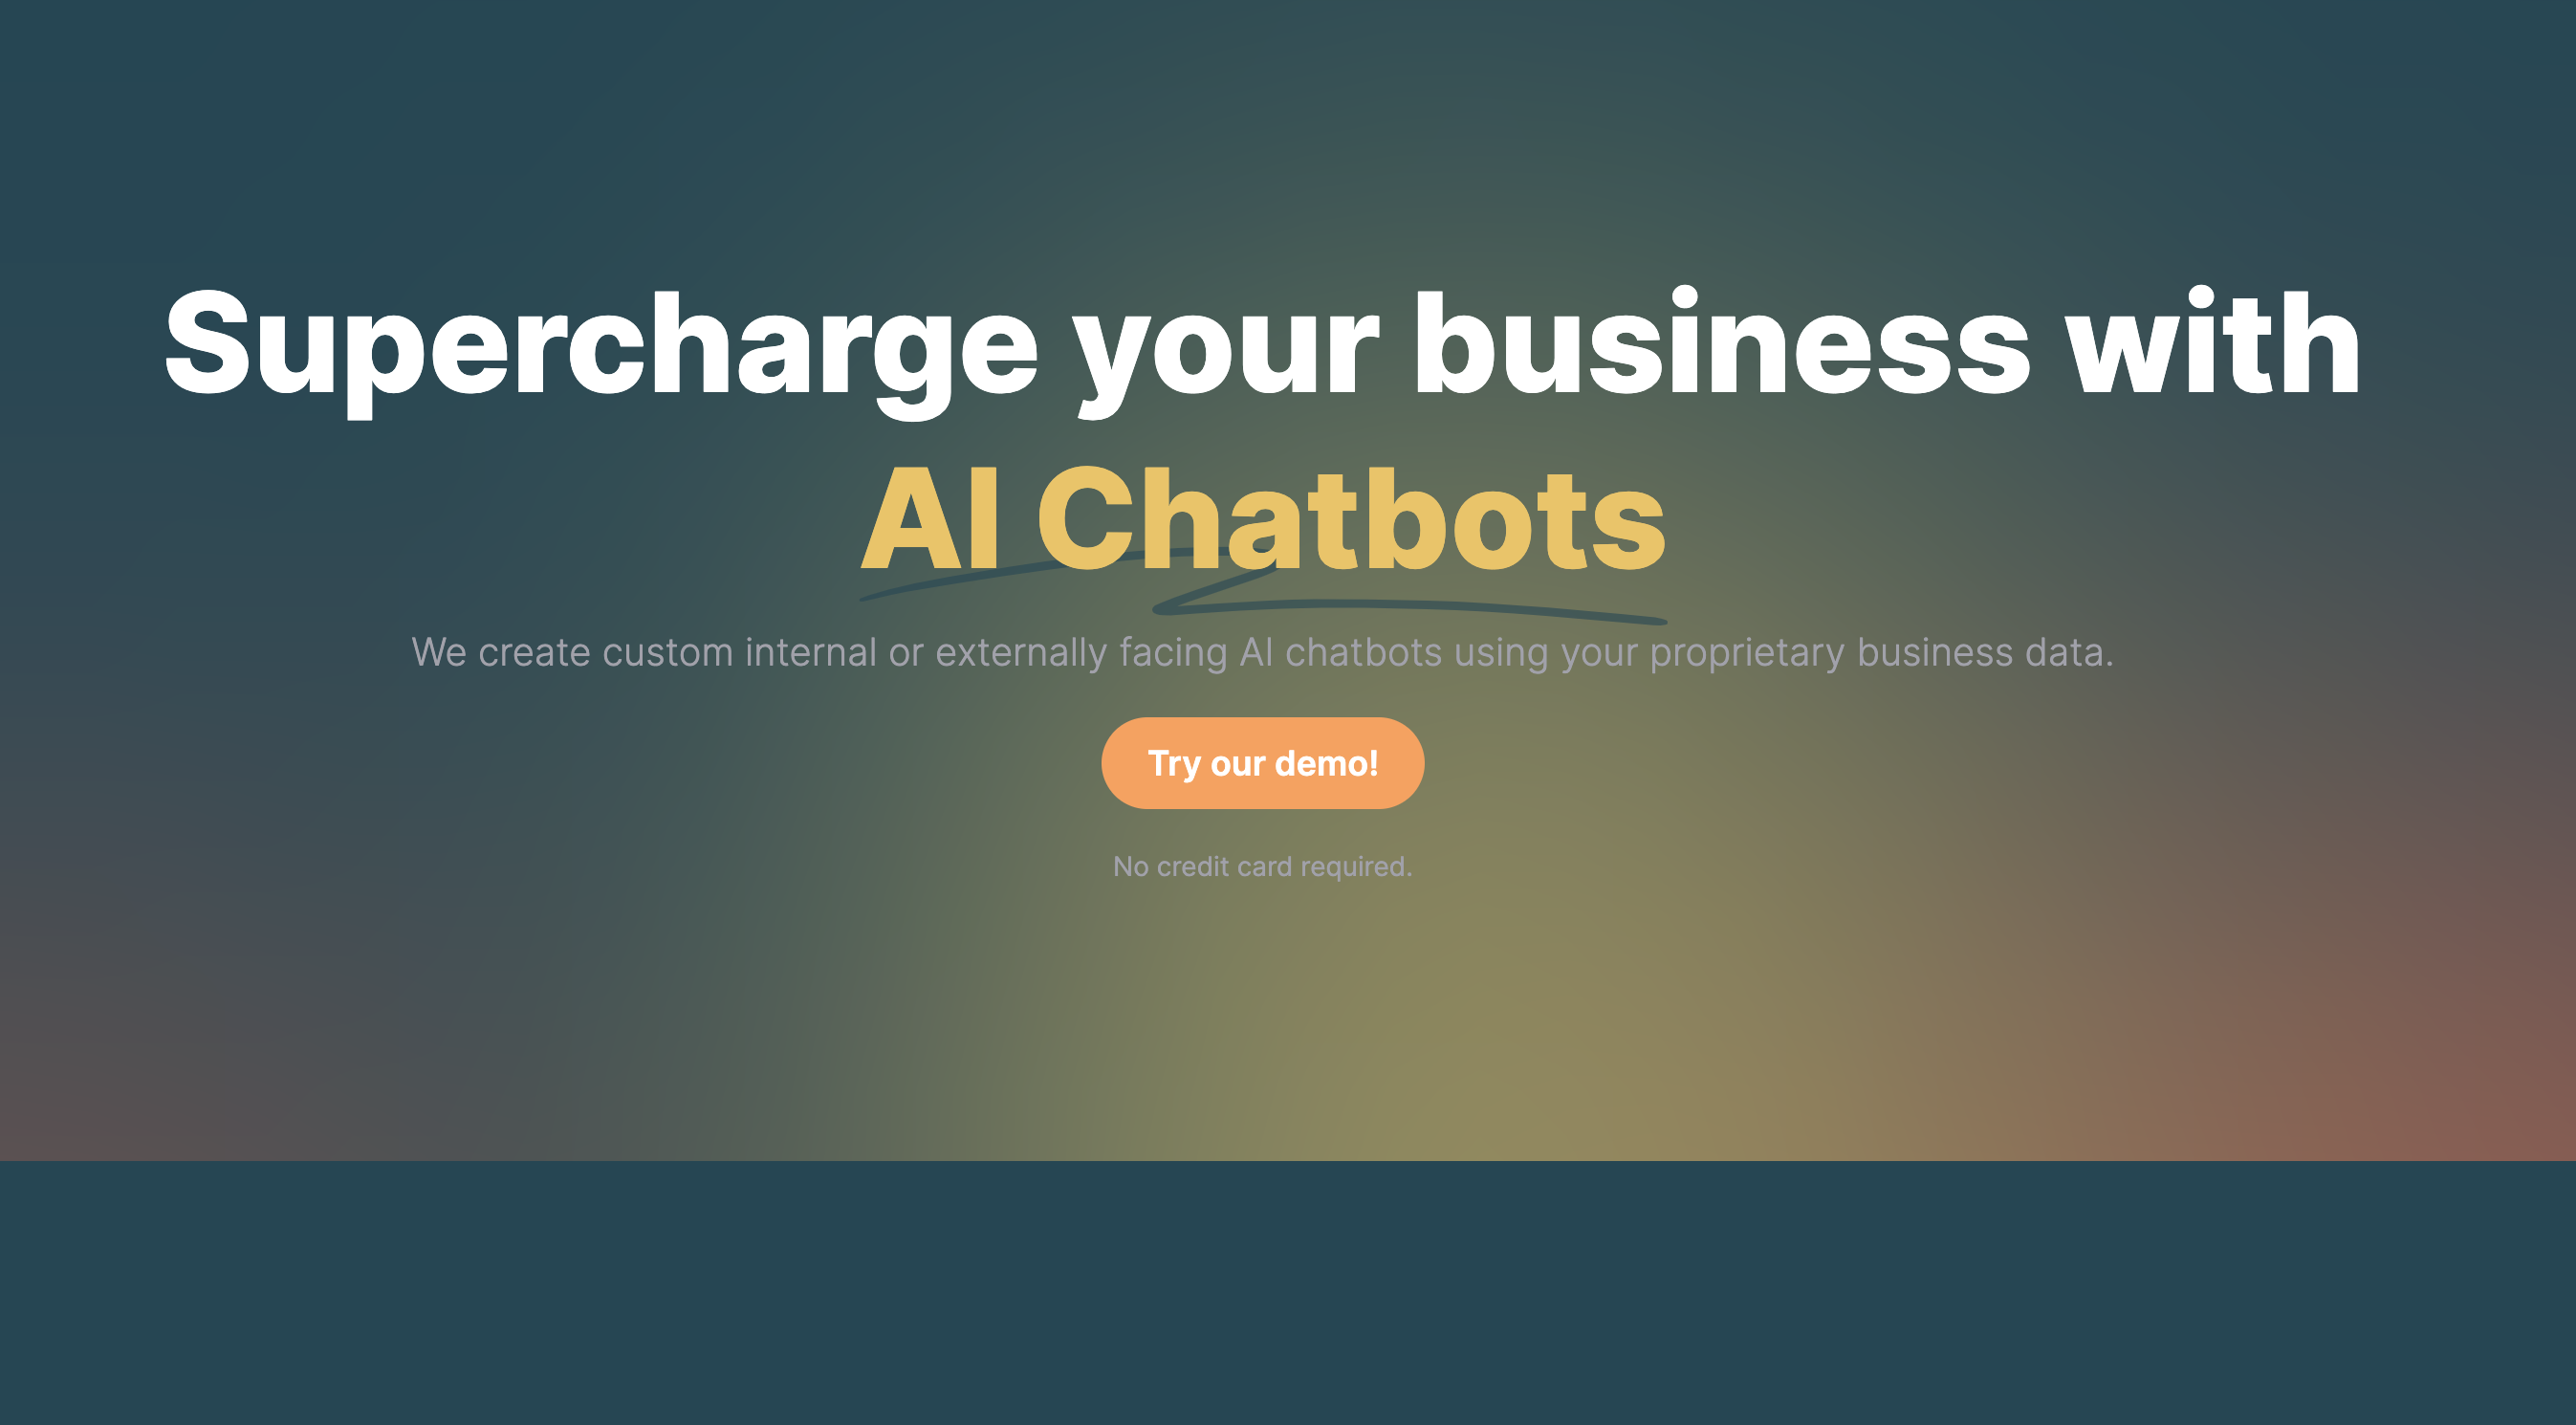 Supercharge your business with
AI Chatbots
We create custom internal or externally facing AI chatbots using your proprietary business data.
Try our demo!
No credit card required.